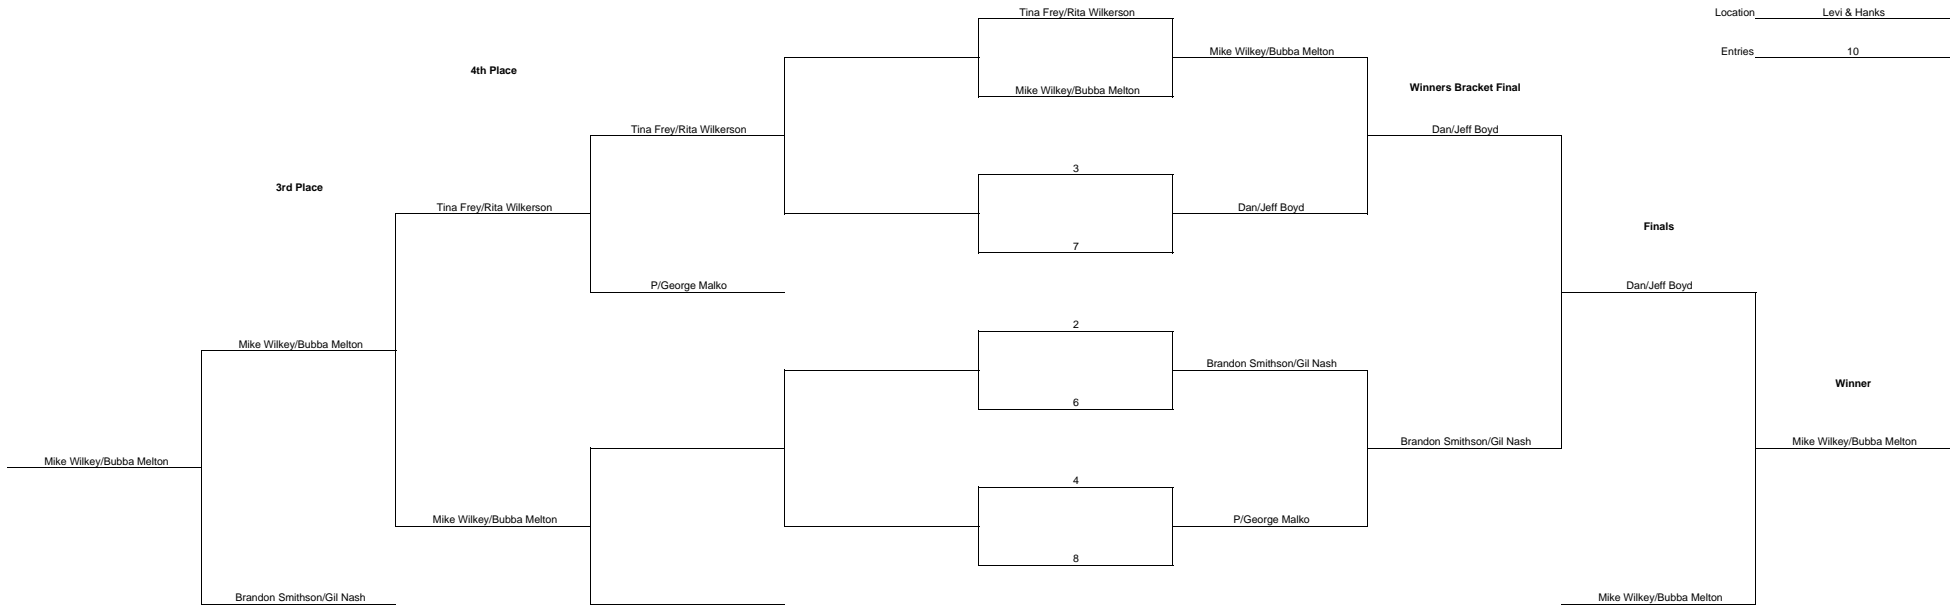 Tina Frey/Rita Wilkerson
Location Levi & Hanks
Mike Wilkey/Bubba Melton
Entries 10
4th Place
Mike Wilkey/Bubba Melton
Winners Bracket Final
Tina Frey/Rita Wilkerson
Dan/Jeff Boyd
3
3rd Place
Tina Frey/Rita Wilkerson
Dan/Jeff Boyd
Finals
7
P/George Malko
Dan/Jeff Boyd
2
Mike Wilkey/Bubba Melton
Brandon Smithson/Gil Nash
Winner
6
Brandon Smithson/Gil Nash
Mike Wilkey/Bubba Melton
Mike Wilkey/Bubba Melton
4
Mike Wilkey/Bubba Melton
P/George Malko
8
Brandon Smithson/Gil Nash
Mike Wilkey/Bubba Melton